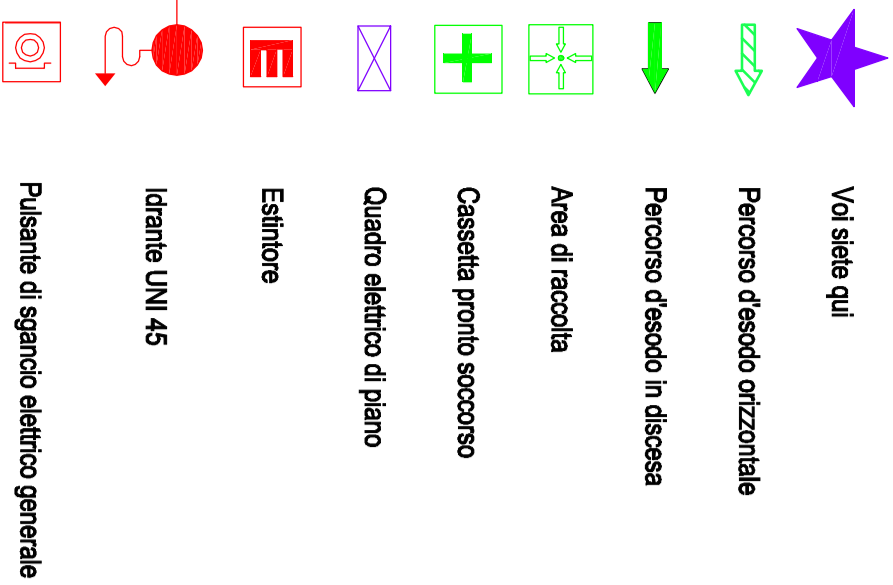 Voi siete qui
Percorso d'esodo orizzontale
Percorso d'esodo in discesa
Area di raccolta
Cassetta pronto soccorso
Quadro elettrico di piano
E
Estintore
Idrante UNI 45
Pulsante di sgancio elettrico generale